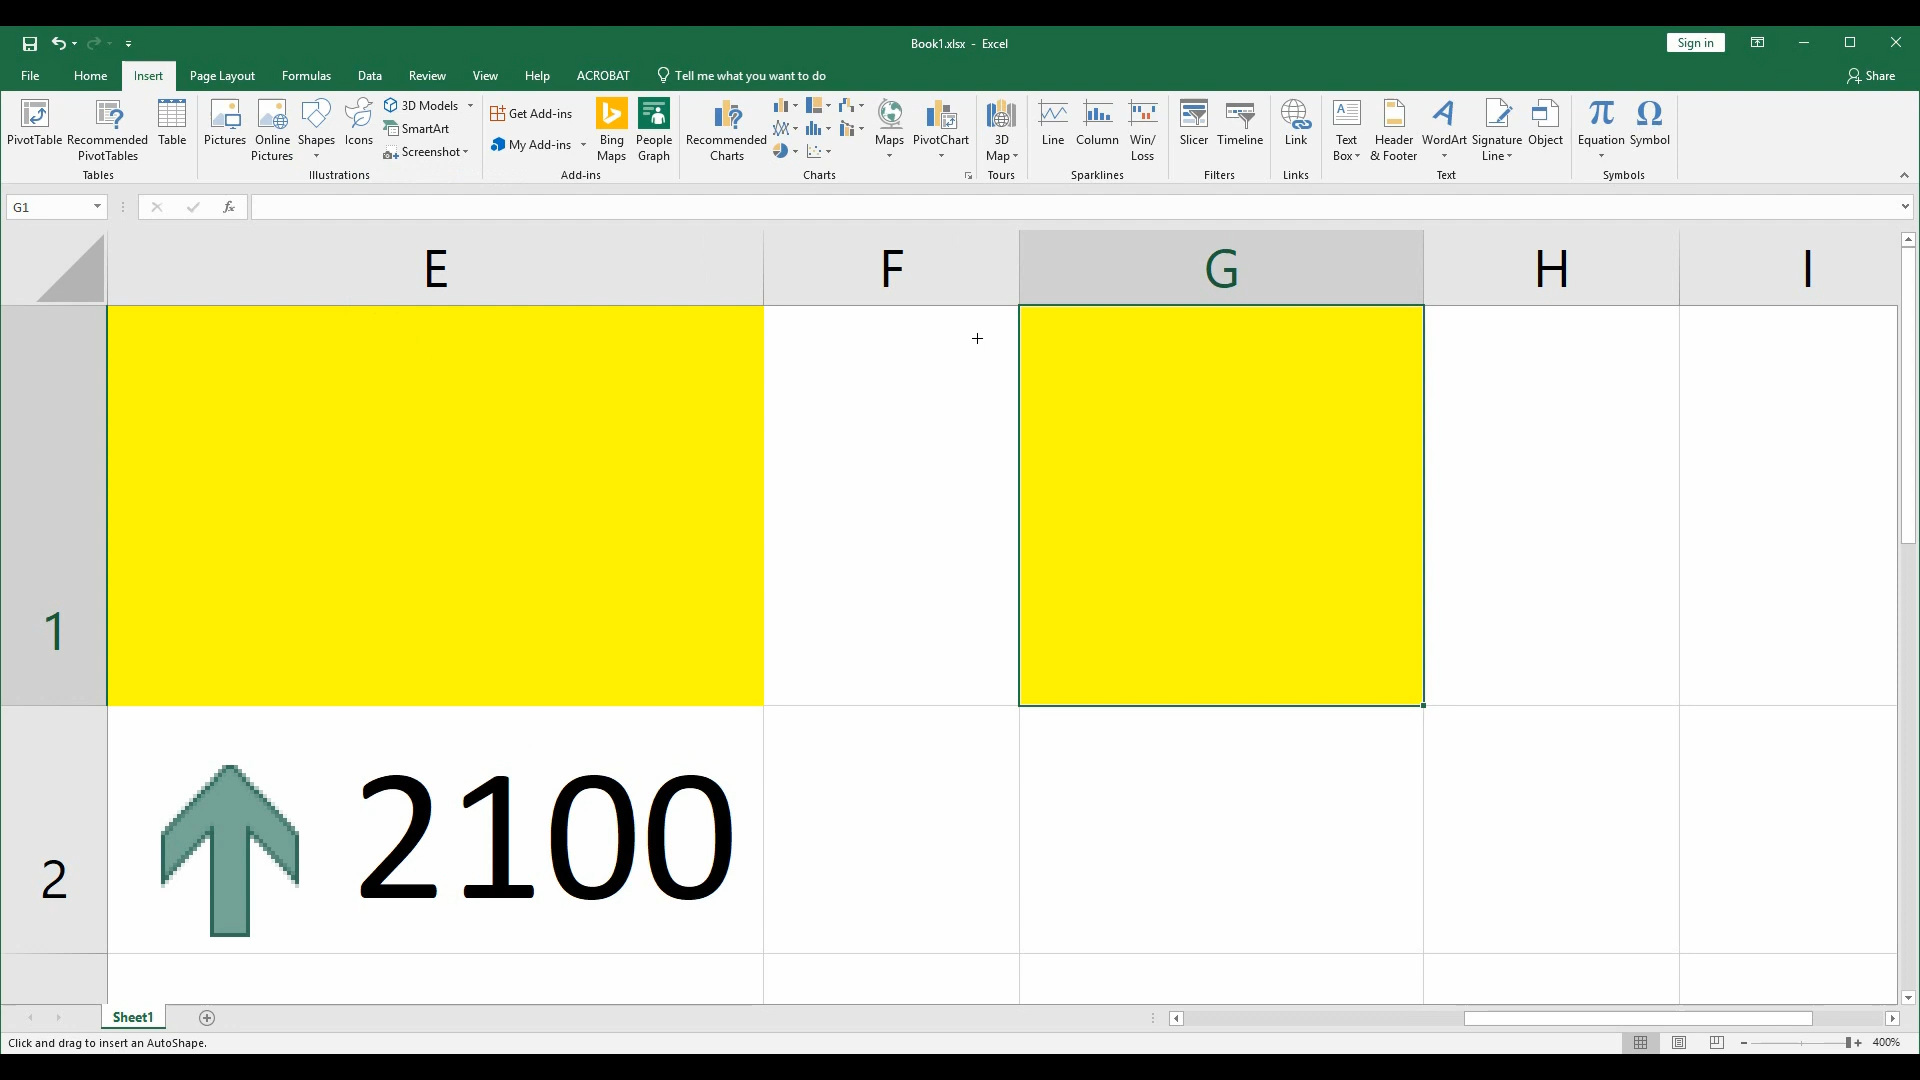 Book1.xlsx - Excel
Sign in
File Home Insert Page Layout Formulas Data Review View Help ACROBAT Tell me what you want to do Share
PivotTable
Recommended PivotTables
Table
Tables
Pictures
Online Pictures
Shapes
Icons
3D Models
SmartArt
Screenshot
Illustrations
Get Add-ins
My Add-ins
Bing Maps
People Graph
Add-ins
Recommended Charts
Maps
PivotChart
Charts
3D Map
Tours
Line
Column
Win/ Loss
Sparklines
Slicer
Timeline
Filters
Link
Links
Text Box
Header & Footer
WordArt
Signature Line
Object
Text
Equation
Symbol
Symbols
G1
fx
E F G H I
1
2 2100
Sheet1
Click and drag to insert an AutoShape.
400%